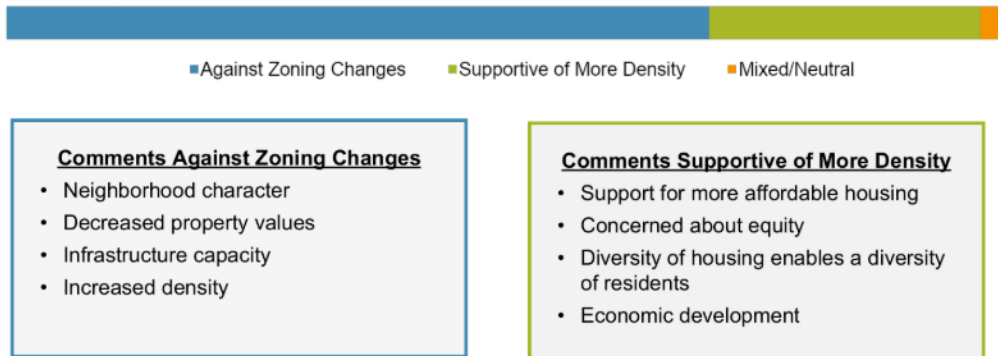 Against Zoning Changes Supportive of More Density Mixed/Neutral
Comments Against Zoning Changes
• Neighborhood character
• Decreased property values
• Infrastructure capacity
• Increased density
Comments Supportive of More Density
• Support for more affordable housing
• Concerned about equity
• Diversity of housing enables a diversity
of residents
• Economic development